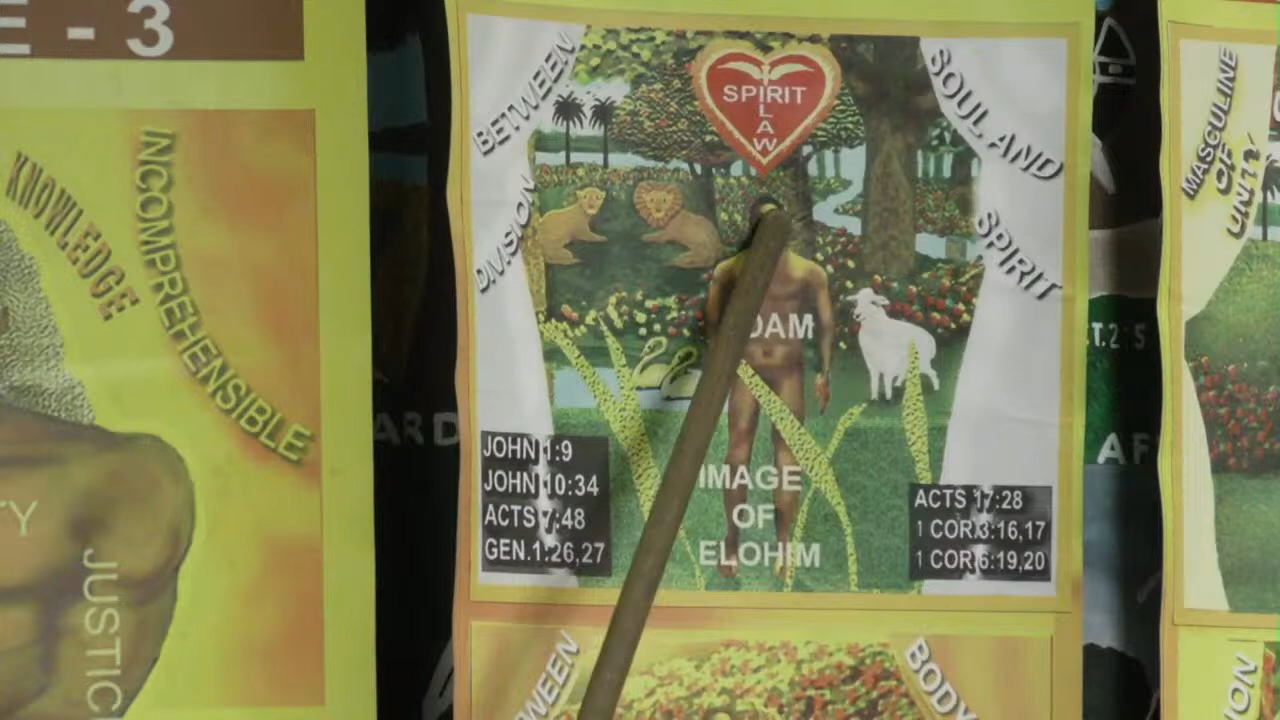 E - 3
KNOWLEDGE
INCOMPREHENSIBLE
JUSTIC
DIVISION BETWEEN
SOUL AND SPIRIT
SPIRIT
LAW
DAM
IMAGE
OF
ELOHIM
JOHN 1:9
JOHN 10:34
ACTS 7:48
GEN.1:26,27
ACTS 17:28
1 COR.3:16,17
1 COR.6:19,20
MASCULINE
OF
UNITY
ARD
AF
WEEN
BODY
ION